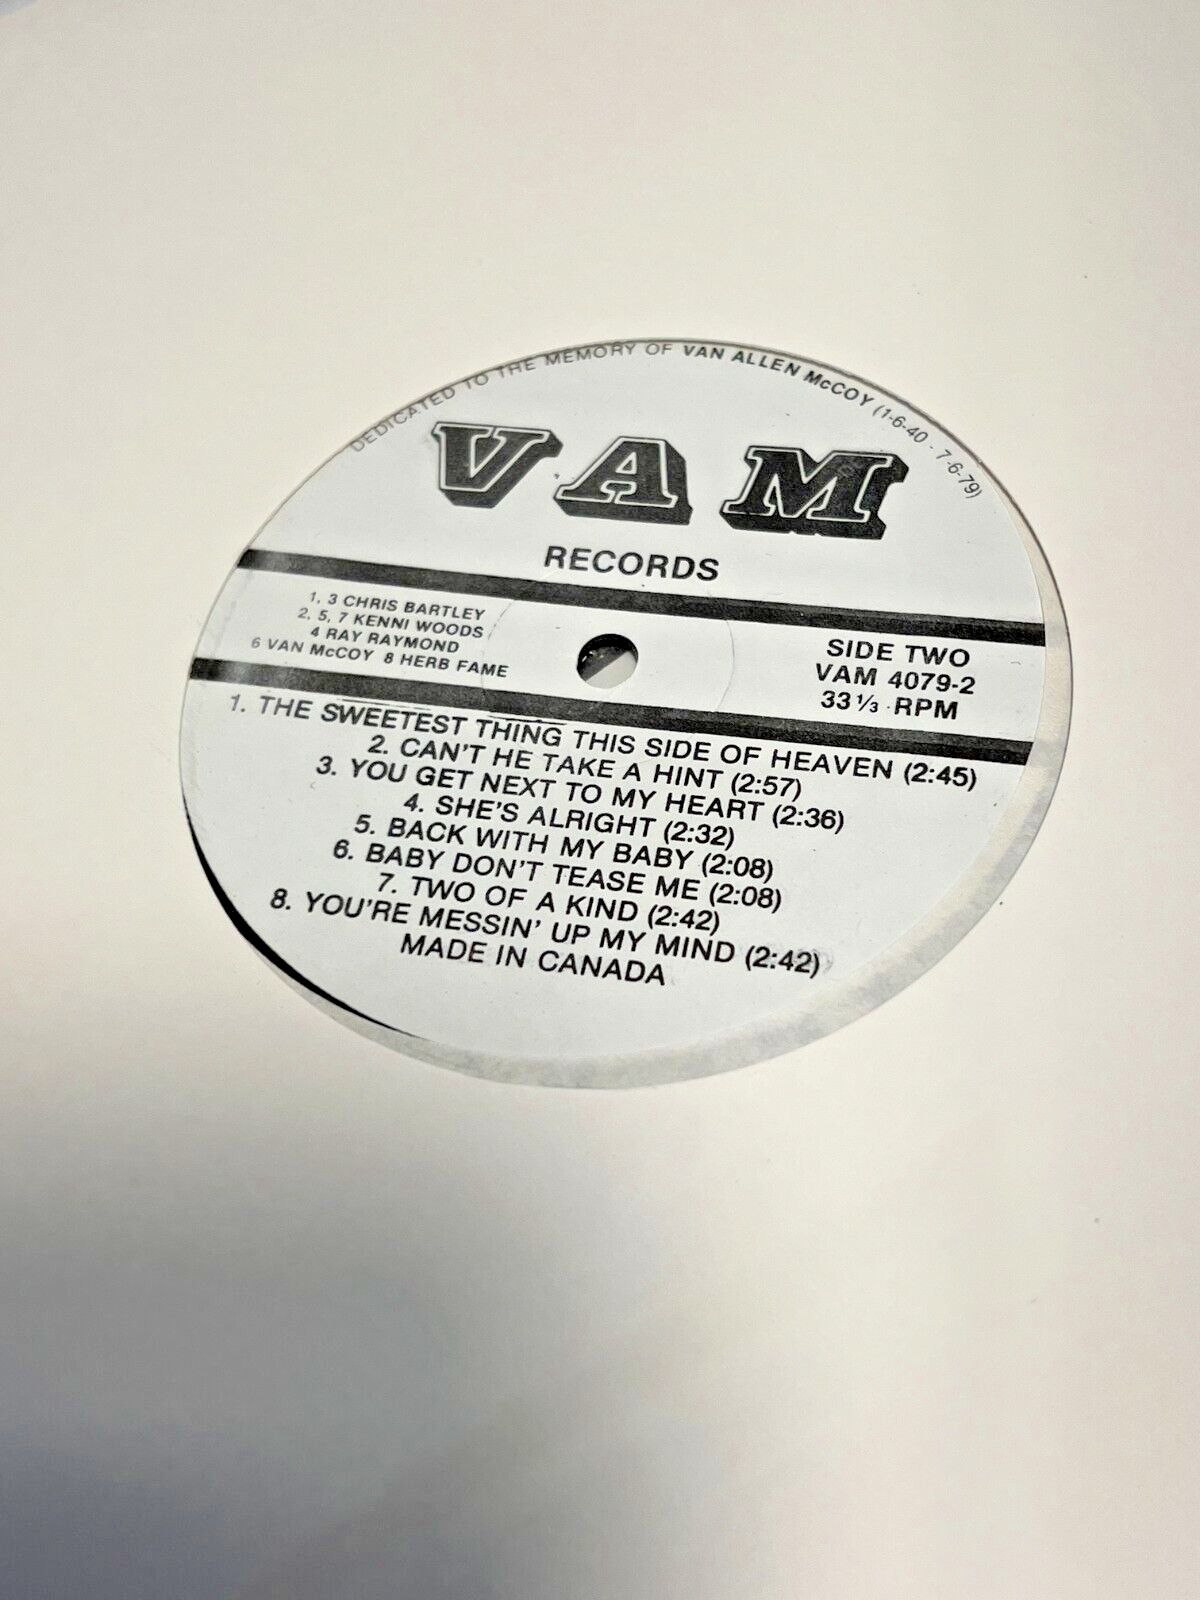 DEDICATED TO THE MEMORY OF VAN ALLEN McCOY (1-6-40 - 7-6-79)
VAM
RECORDS
1, 3 CHRIS BARTLEY
2, 5, 7 KENNI WOODS
4 RAY RAYMOND
6 VAN McCOY 8 HERB FAME
SIDE TWO
VAM 4079-2
33 1/3 RPM
1. THE SWEETEST THING THIS SIDE OF HEAVEN (2:45)
2. CAN'T HE TAKE A HINT (2:57)
3. YOU GET NEXT TO MY HEART (2:36)
4. SHE'S ALRIGHT (2:32)
5. BACK WITH MY BABY (2:08)
6. BABY DON'T TEASE ME (2:08)
7. TWO OF A KIND (2:42)
8. YOU'RE MESSIN' UP MY MIND (2:42)
MADE IN CANADA